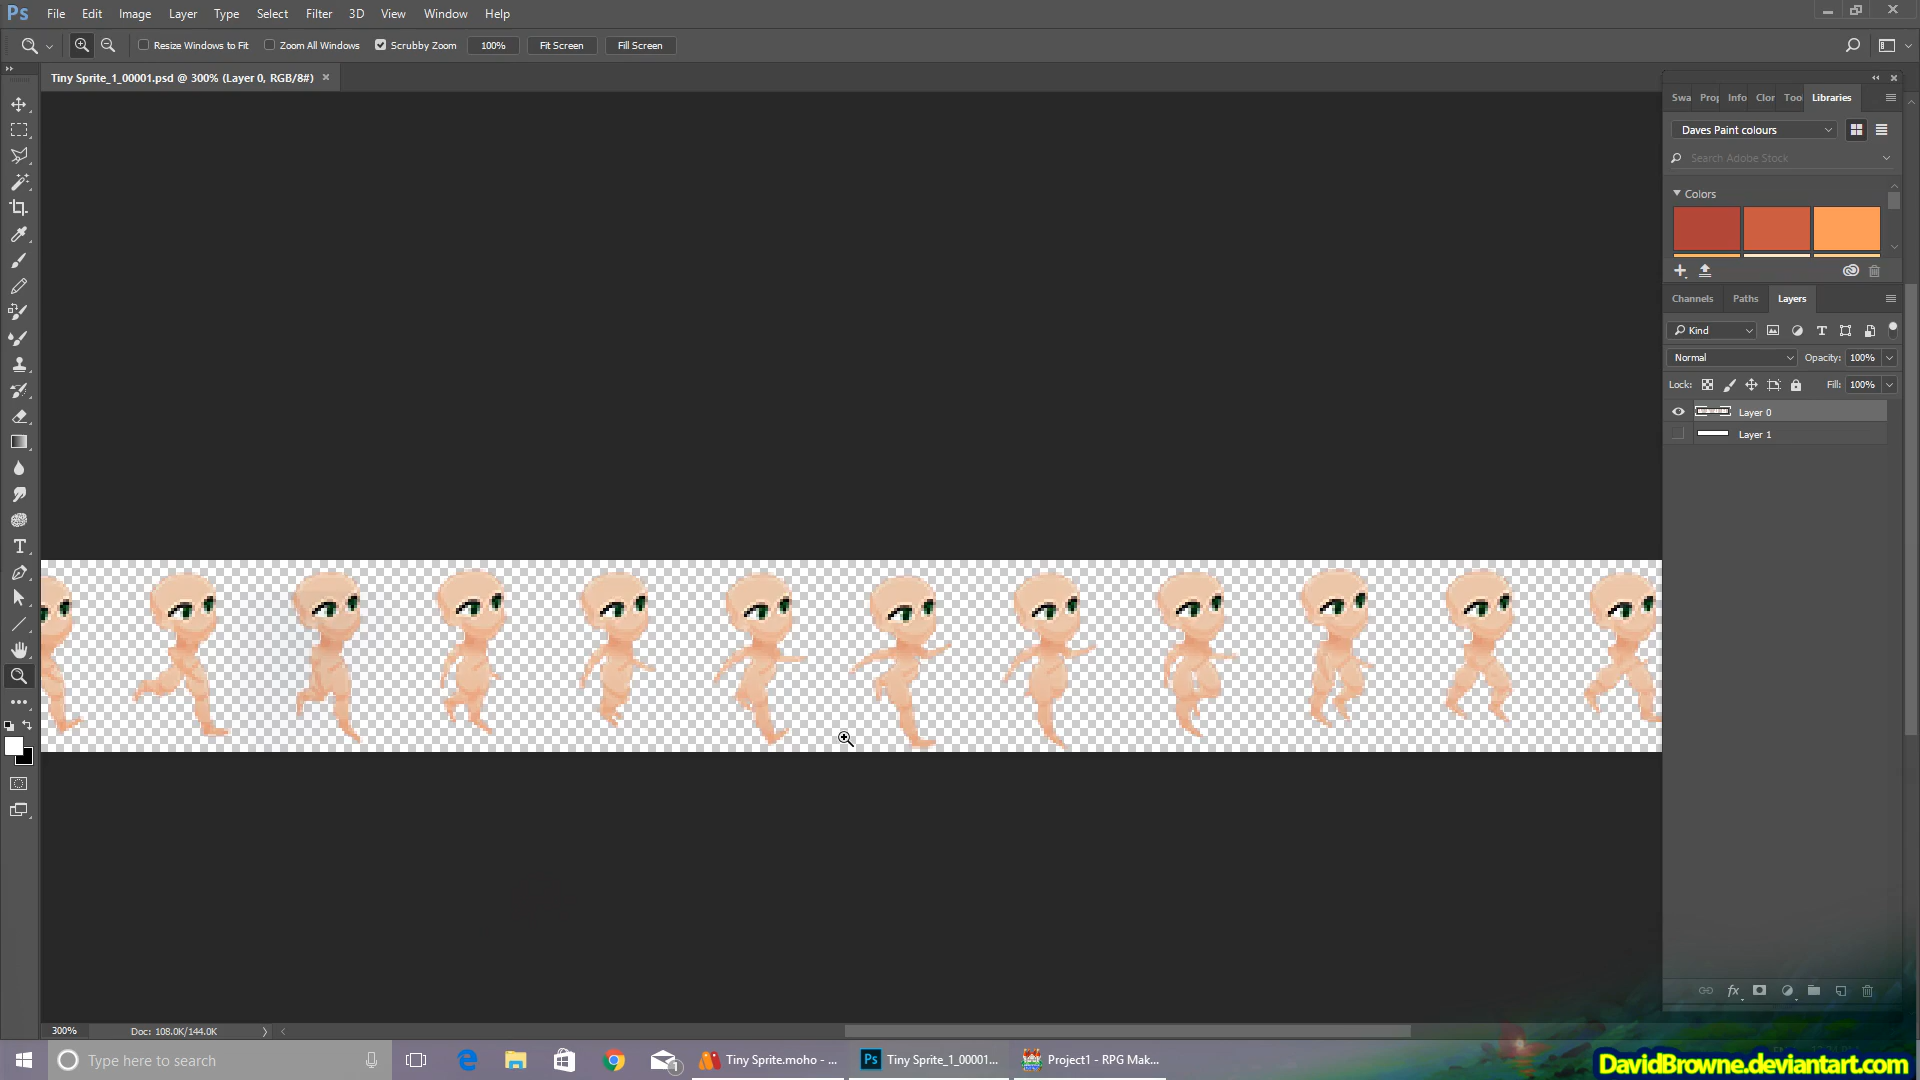 Ps File Edit Image Layer Type Select Filter 3D View Window Help
Resize Windows to Fit Zoom All Windows Scrubby Zoom 100% Fit Screen Fill Screen
Tiny Sprite_1_00001.psd @ 300% (Layer 0, RGB/8#)
Swa Prop Info Clor Too Libraries
Daves Paint colours
Search Adobe Stock
Colors
Channels Paths Layers
Kind
Normal Opacity: 100%
Lock: Fill: 100%
Layer 0
Layer 1
fx
300% Doc: 108.0K/144.0K
Type here to search
1
Tiny Sprite.moho - ...
Ps Tiny Sprite_1_00001...
Project1 - RPG Mak...
DavidBrowne.deviantart.com